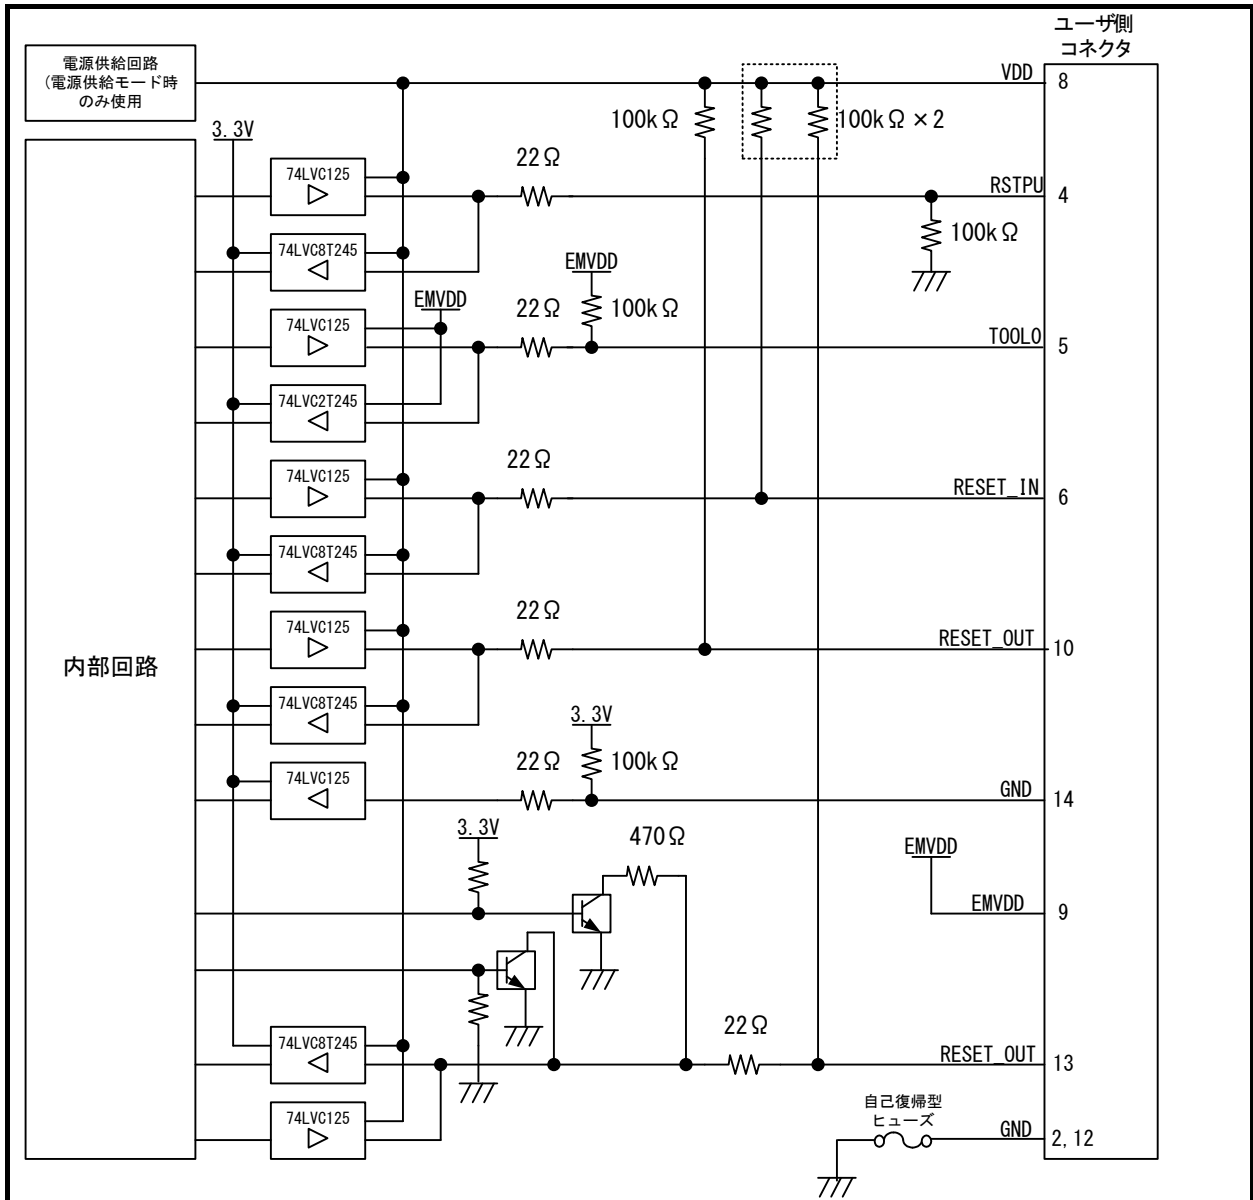 ユーザ側
コネクタ
電源供給回路
(電源供給モード時
のみ使用
VDD
8
3.3V
100kΩ
100kΩ×2
74LVC125
22Ω
RSTPU
4
100kΩ
74LVC8T245
EMVDD
EMVDD
22Ω
100kΩ
74LVC125
TOOL0
5
74LVC2T245
22Ω
74LVC125
RESET_IN
6
74LVC8T245
22Ω
74LVC125
RESET_OUT
10
内部回路
74LVC8T245
3.3V
22Ω
100kΩ
74LVC125
GND
14
3.3V
470Ω
EMVDD
EMVDD
9
22Ω
74LVC8T245
RESET_OUT
13
自己復帰型
ヒューズ
74LVC125
GND
2,12